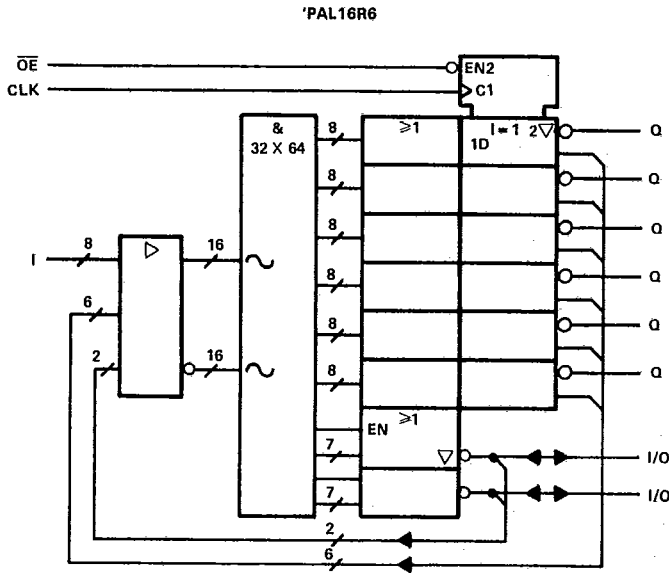 'PAL16R6
OE
EN2
CLK
C1
&
32 X 64
8
≥1
I = 1
2▽
1D
Q
8
Q
8
Q
I
8
▷
16
~
8
Q
6
8
Q
2
16
~
8
Q
EN
≥1
7
▽
I/O
7
I/O
2
6